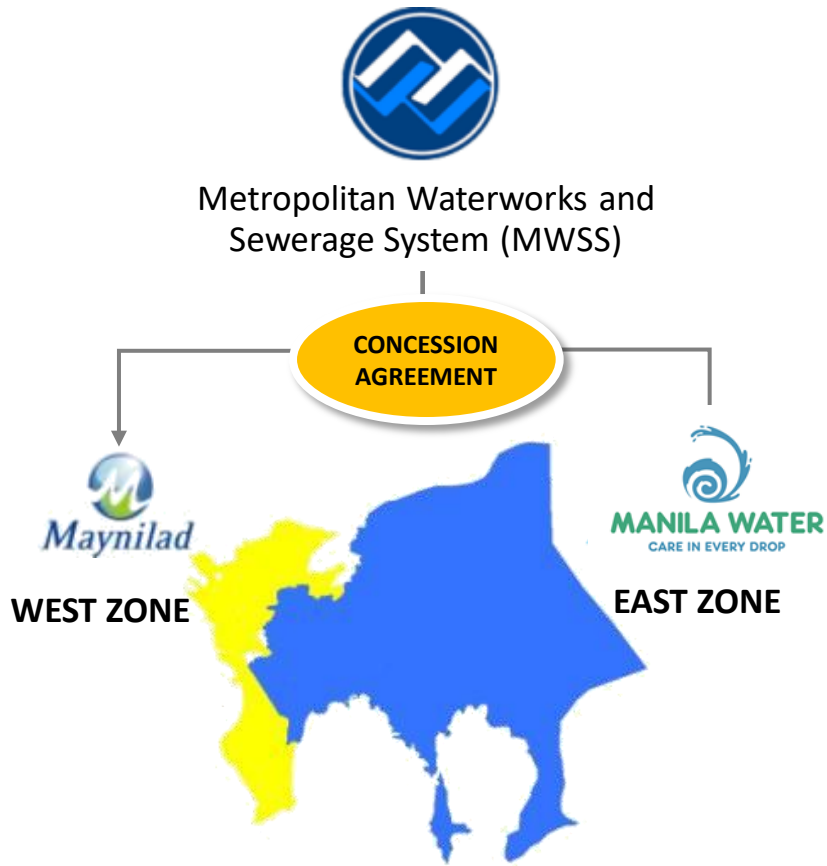 Metropolitan Waterworks and
Sewerage System (MWSS)
CONCESSION
AGREEMENT
Maynilad
WEST ZONE
MANILA WATER
CARE IN EVERY DROP
EAST ZONE